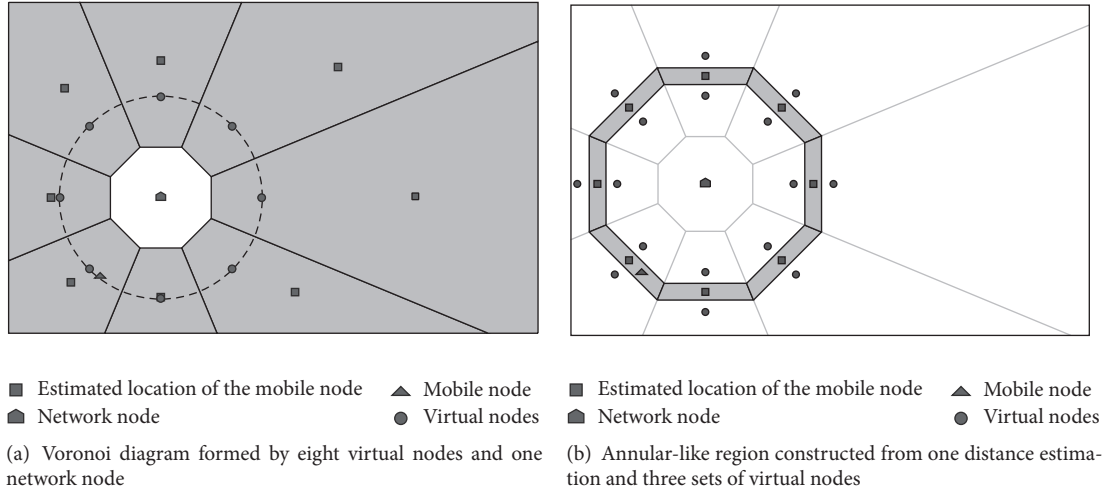 Estimated location of the mobile node
Mobile node
Network node
Virtual nodes
(a) Voronoi diagram formed by eight virtual nodes and one
network node
Estimated location of the mobile node
Mobile node
Network node
Virtual nodes
(b) Annular-like region constructed from one distance estima-
tion and three sets of virtual nodes